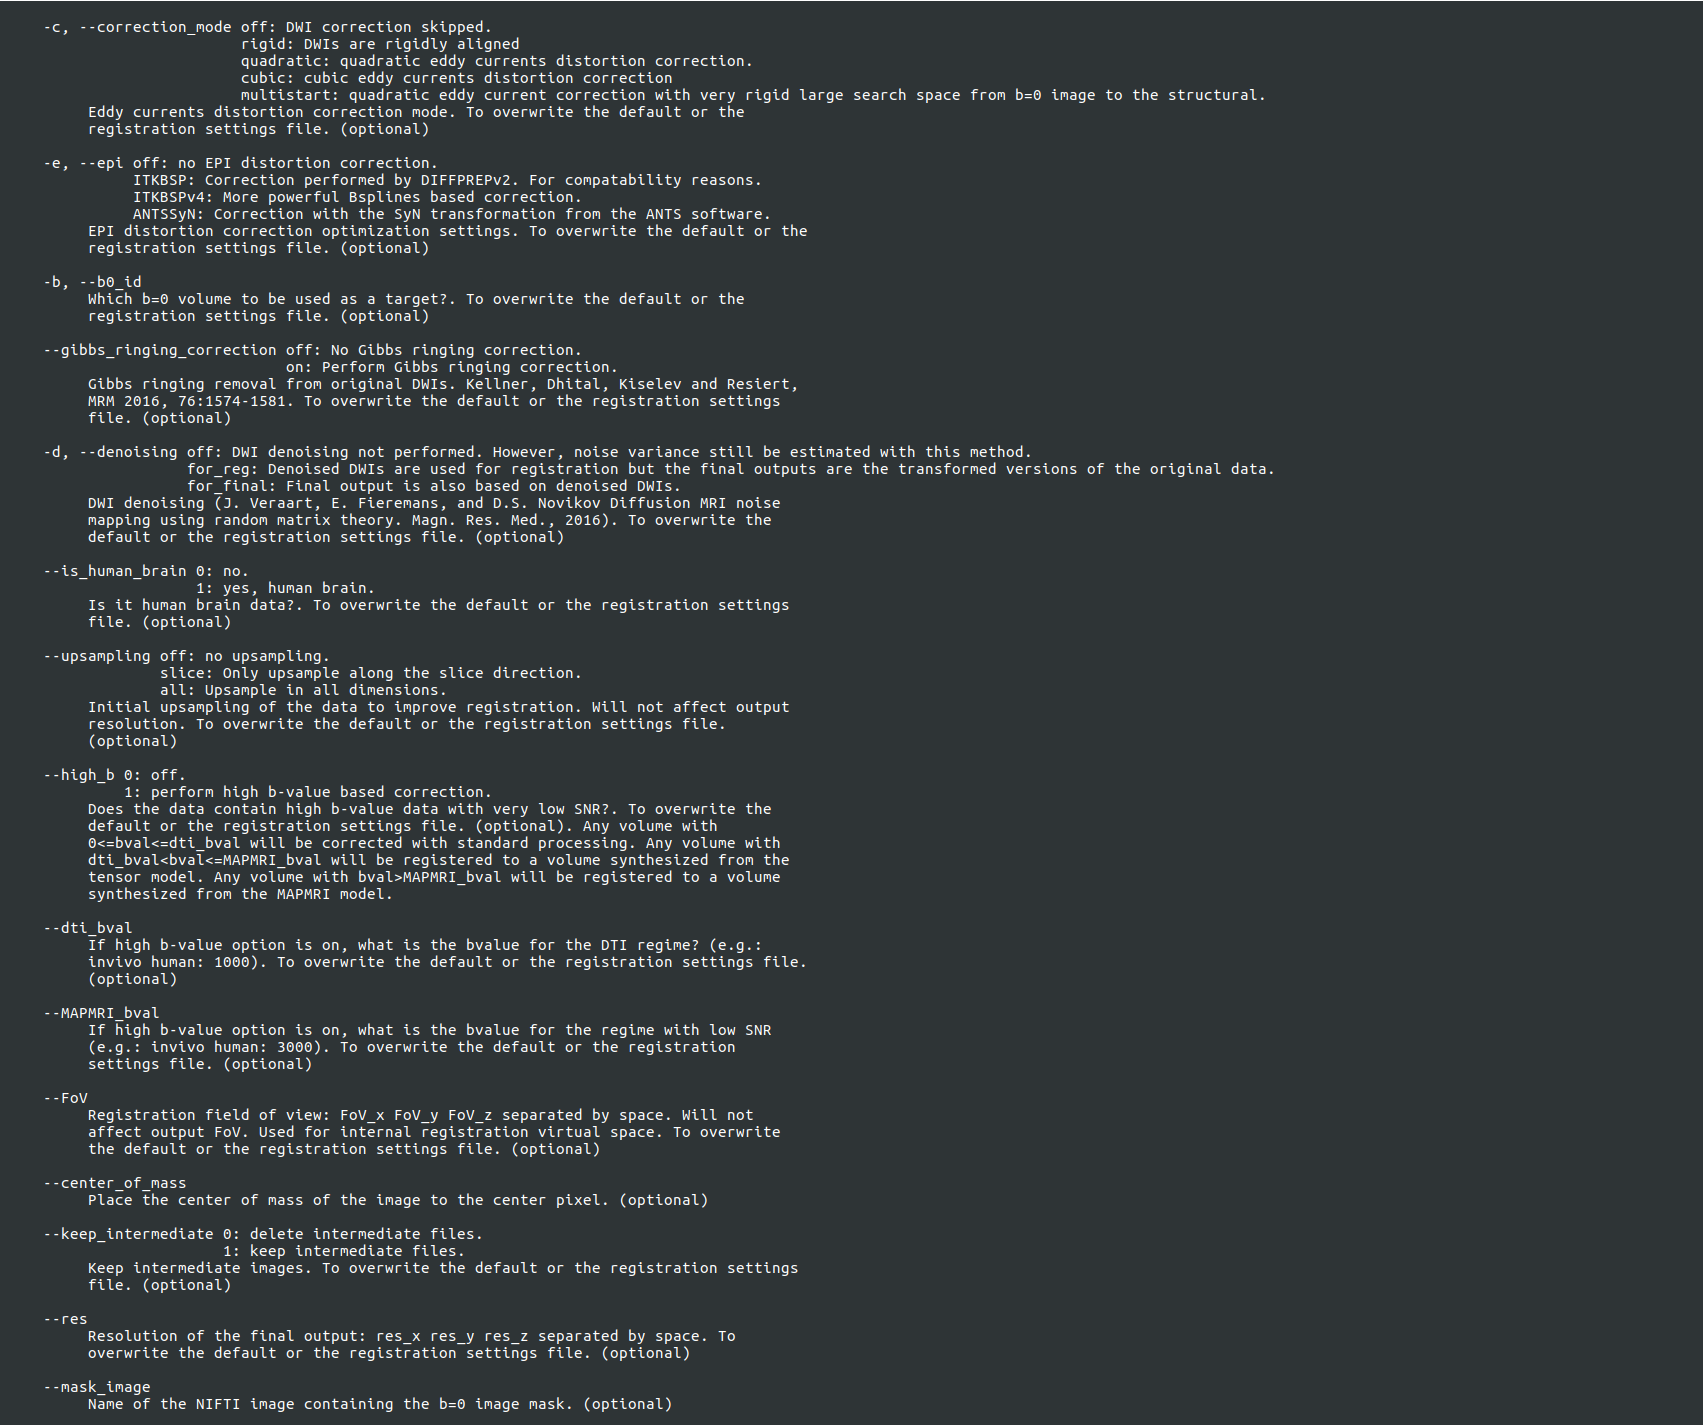 -c, --correction_mode off: DWI correction skipped.
rigid: DWIs are rigidly aligned
quadratic: quadratic eddy currents distortion correction.
cubic: cubic eddy currents distortion correction
multistart: quadratic eddy current correction with very rigid large search space from b=0 image to the structural.
Eddy currents distortion correction mode. To overwrite the default or the
registration settings file. (optional)
-e, --epi off: no EPI distortion correction.
ITKBSP: Correction performed by DIFFPREPv2. For compatability reasons.
ITKBSPv4: More powerful Bsplines based correction.
ANTSSyN: Correction with the SyN transformation from the ANTS software.
EPI distortion correction optimization settings. To overwrite the default or the
registration settings file. (optional)
-b, --b0_id
Which b=0 volume to be used as a target?. To overwrite the default or the
registration settings file. (optional)
--gibbs_ringing_correction off: No Gibbs ringing correction.
on: Perform Gibbs ringing correction.
Gibbs ringing removal from original DWIs. Kellner, Dhital, Kiselev and Resiert,
MRM 2016, 76:1574-1581. To overwrite the default or the registration settings
file. (optional)
-d, --denoising off: DWI denoising not performed. However, noise variance still be estimated with this method.
for_reg: Denoised DWIs are used for registration but the final outputs are the transformed versions of the original data.
for_final: Final output is also based on denoised DWIs.
DWI denoising (J. Veraart, E. Fieremans, and D.S. Novikov Diffusion MRI noise
mapping using random matrix theory. Magn. Res. Med., 2016). To overwrite the
default or the registration settings file. (optional)
--is_human_brain 0: no.
1: yes, human brain.
Is it human brain data?. To overwrite the default or the registration settings
file. (optional)
--upsampling off: no upsampling.
slice: Only upsample along the slice direction.
all: Upsample in all dimensions.
Initial upsampling of the data to improve registration. Will not affect output
resolution. To overwrite the default or the registration settings file.
(optional)
--high_b 0: off.
1: perform high b-value based correction.
Does the data contain high b-value data with very low SNR?. To overwrite the
default or the registration settings file. (optional). Any volume with
0<=bval<=dti_bval will be corrected with standard processing. Any volume with
dti_bval<bval<=MAPMRI_bval will be registered to a volume synthesized from the
tensor model. Any volume with bval>MAPMRI_bval will be registered to a volume
synthesized from the MAPMRI model.
--dti_bval
If high b-value option is on, what is the bvalue for the DTI regime? (e.g.:
invivo human: 1000). To overwrite the default or the registration settings file.
(optional)
--MAPMRI_bval
If high b-value option is on, what is the bvalue for the regime with low SNR
(e.g.: invivo human: 3000). To overwrite the default or the registration
settings file. (optional)
--FoV
Registration field of view: FoV_x FoV_y FoV_z separated by space. Will not
affect output FoV. Used for internal registration virtual space. To overwrite
the default or the registration settings file. (optional)
--center_of_mass
Place the center of mass of the image to the center pixel. (optional)
--keep_intermediate 0: delete intermediate files.
1: keep intermediate files.
Keep intermediate images. To overwrite the default or the registration settings
file. (optional)
--res
Resolution of the final output: res_x res_y res_z separated by space. To
overwrite the default or the registration settings file. (optional)
--mask_image
Name of the NIFTI image containing the b=0 image mask. (optional)